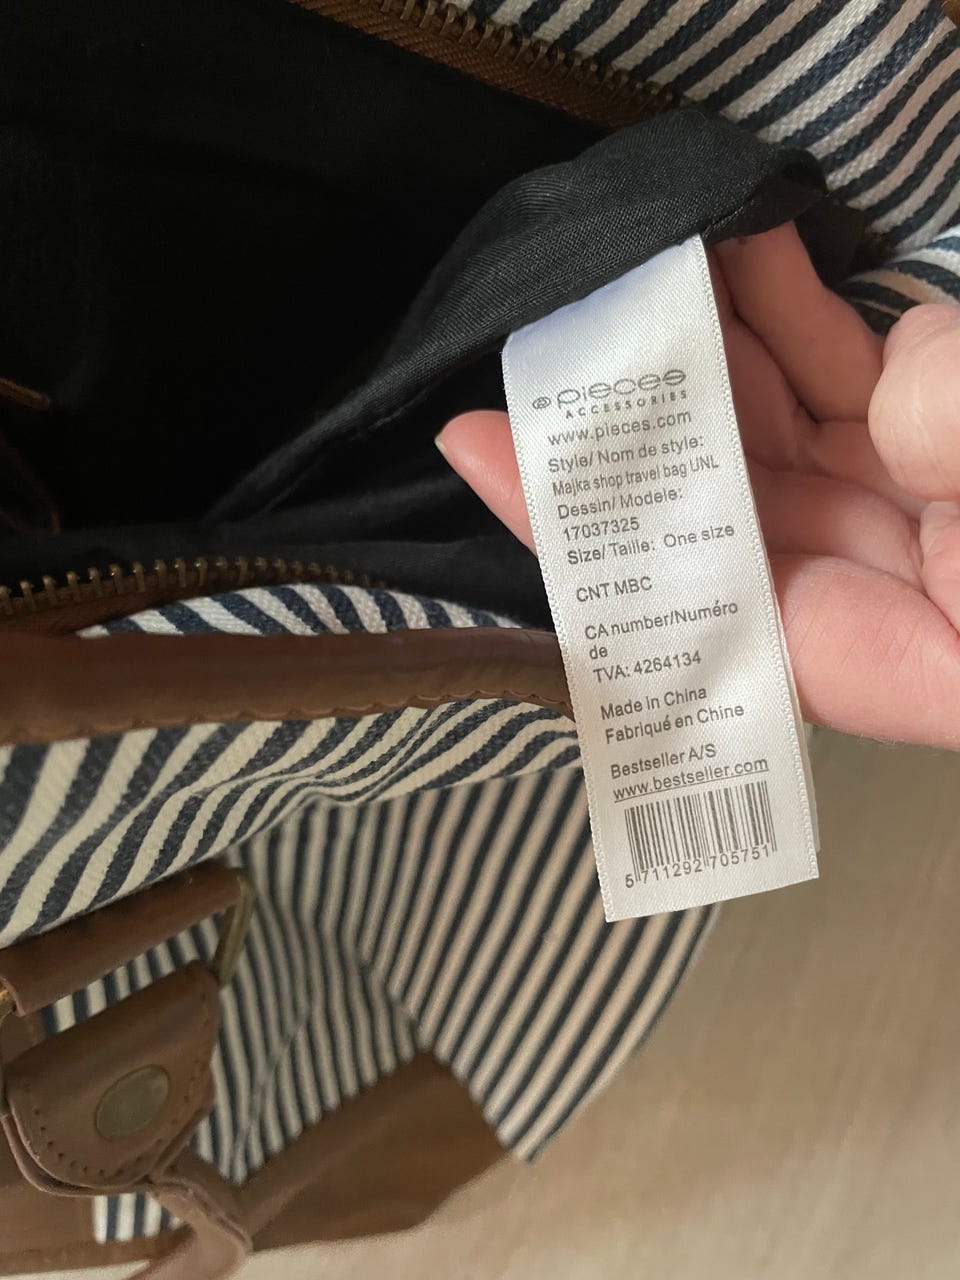 pieces
ACCESSORIES
www.pieces.com
Style/ Nom de style:
Majka shop travel bag UNL
Dessin/ Modele:
17037325
Size/ Taille: One size
CNT MBC
CA number/Numéro
de
TVA: 4264134
Made in China
Fabriqué en Chine
Bestseller A/S
www.bestseller.com
5 711292 705751